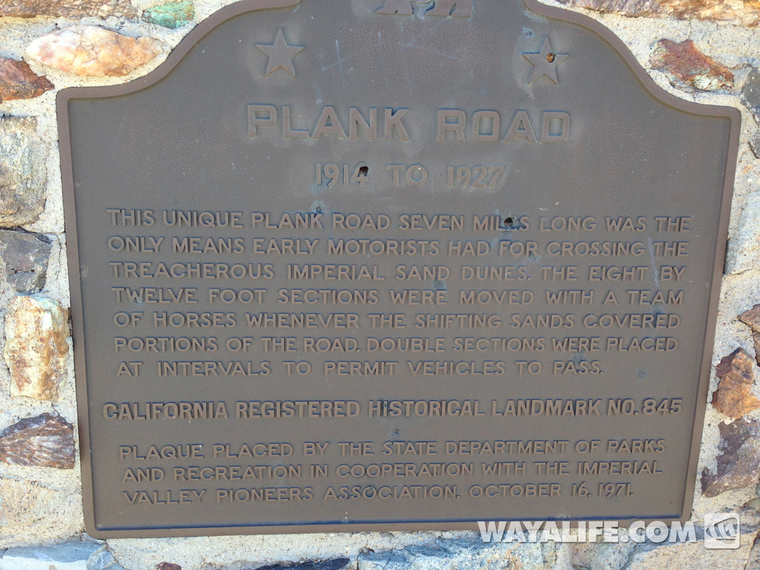 PLANK ROAD
1914 TO 1927
THIS UNIQUE PLANK ROAD SEVEN MILES LONG WAS THE
ONLY MEANS EARLY MOTORISTS HAD FOR CROSSING THE
TREACHEROUS IMPERIAL SAND DUNES. THE EIGHT BY
TWELVE FOOT SECTIONS WERE MOVED WITH A TEAM
OF HORSES WHENEVER THE SHIFTING SANDS COVERED
PORTIONS OF THE ROAD. DOUBLE SECTIONS WERE PLACED
AT INTERVALS TO PERMIT VEHICLES TO PASS.
CALIFORNIA REGISTERED HISTORICAL LANDMARK NO. 845
PLAQUE PLACED BY THE STATE DEPARTMENT OF PARKS
AND RECREATION IN COOPERATION WITH THE IMPERIAL
VALLEY PIONEERS ASSOCIATION. OCTOBER 16, 1971.
WAYALIFE.COM